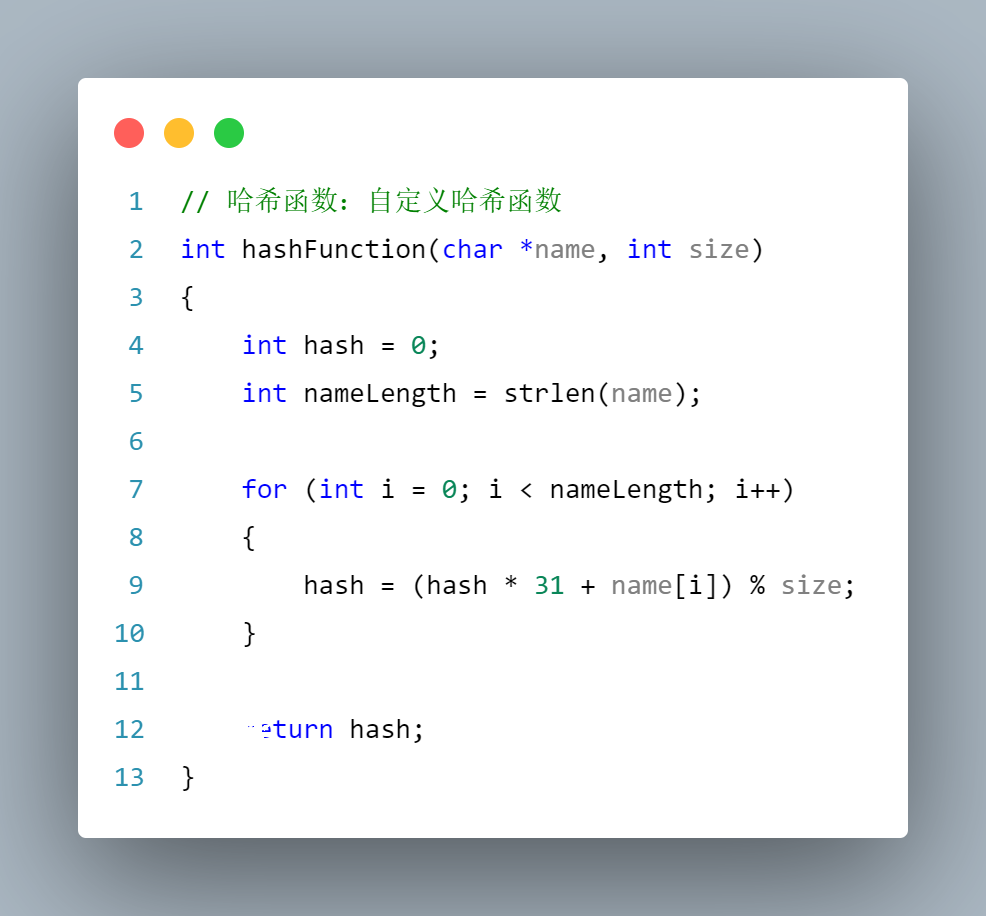 1 // 哈希函数：自定义哈希函数
2 int hashFunction(char *name, int size)
3 {
4     int hash = 0;
5     int nameLength = strlen(name);
6
7     for (int i = 0; i < nameLength; i++)
8     {
9         hash = (hash * 31 + name[i]) % size;
10     }
11
12     hash;
13 }